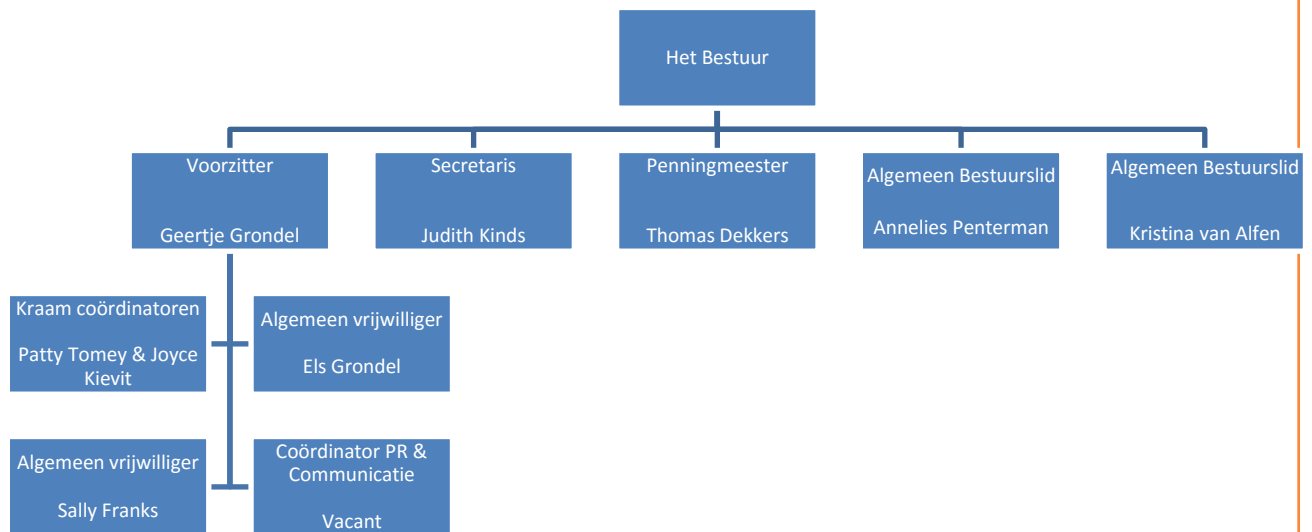 Het Bestuur
Voorzitter
Geertje Grondel
Secretaris
Judith Kinds
Penningmeester
Thomas Dekkers
Algemeen Bestuurslid
Annelies Penterman
Algemeen Bestuurslid
Kristina van Alfen
Kraam coördinatoren
Patty Tomey & Joyce
Kievit
Algemeen vrijwilliger
Els Grondel
Algemeen vrijwilliger
Sally Franks
Coördinator PR &
Communicatie
Vacant